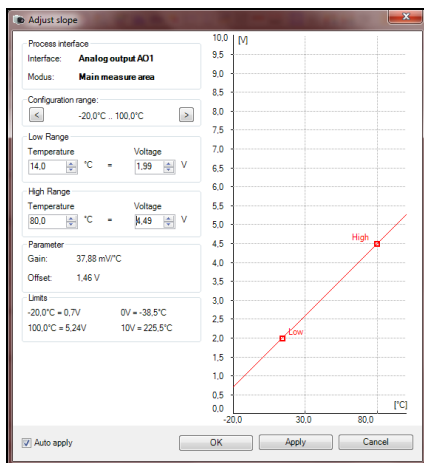 Adjust slope
Process interface
Interface: Analog output AO1
Modus: Main measure area
Configuration range:
< -20,0°C .. 100,0°C >
Low Range
Temperature Voltage
14,0 °C = 1,99 V
High Range
Temperature Voltage
80,0 °C = 4,49 V
Parameter
Gain: 37,88 mV/°C
Offset: 1,46 V
Limits
-20,0°C = 0,7V 0V = -38,5°C
100,0°C = 5,24V 10V = 225,5°C
Auto apply
OK Apply Cancel
10,0 [V]
9,5
9,0
8,5
8,0
7,5
7,0
6,5
6,0
5,5
5,0
4,5
4,0
3,5
3,0
2,5
2,0
1,5
1,0
0,5
0,0
High
Low
[°C]
-20,0 30,0 80,0